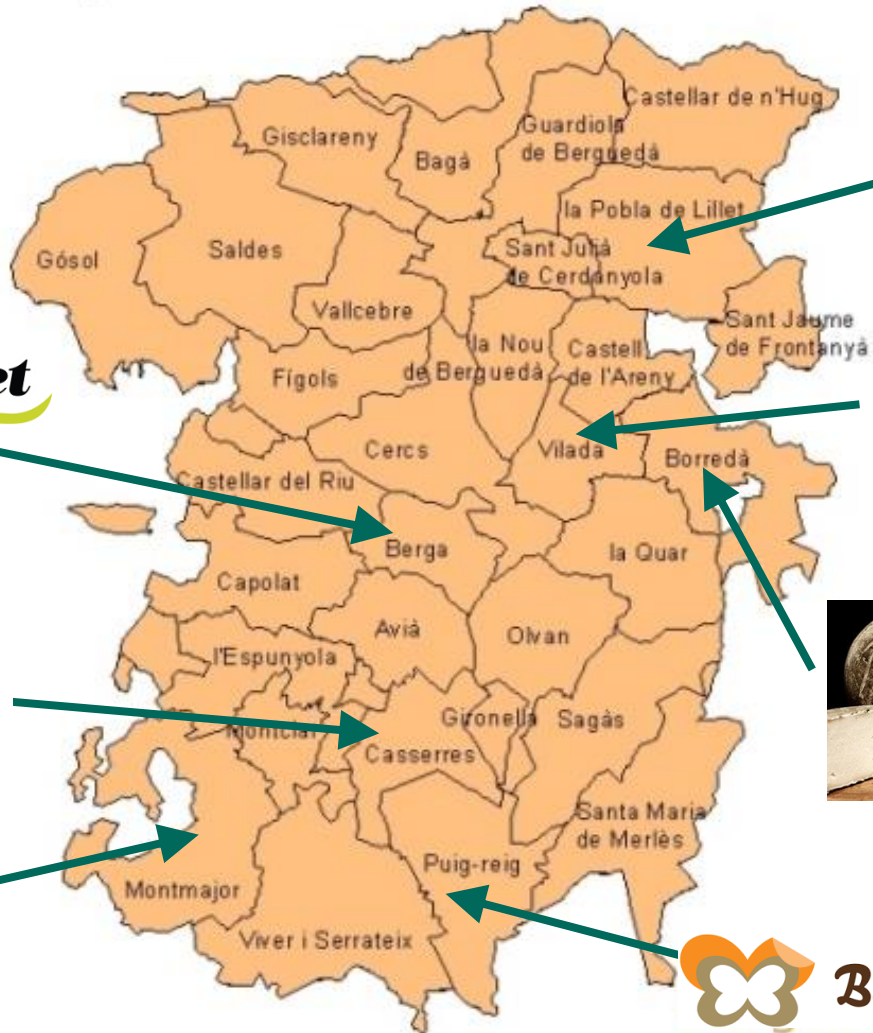 Castellar de n'Hug
Gisclareny
Guardiola
de Berguedà
Bagà
la Pobla de Lillet
Gósol
Saldes
Sant Julià
de Cerdanyola
Vallcebre
Sant Jaume
de Frontanyà
la Nou
de Berguedà
Castell
de l'Areny
Fígols
et
Cercs
Vilada
Borredà
Castellar del Riu
Berga
la Quar
Capolat
Avià
Olvan
l'Espunyola
Gironella
Sagàs
Montclar
Casserres
Santa Maria
de Merlès
Puig-reig
Montmajor
Viver i Serrateix
B